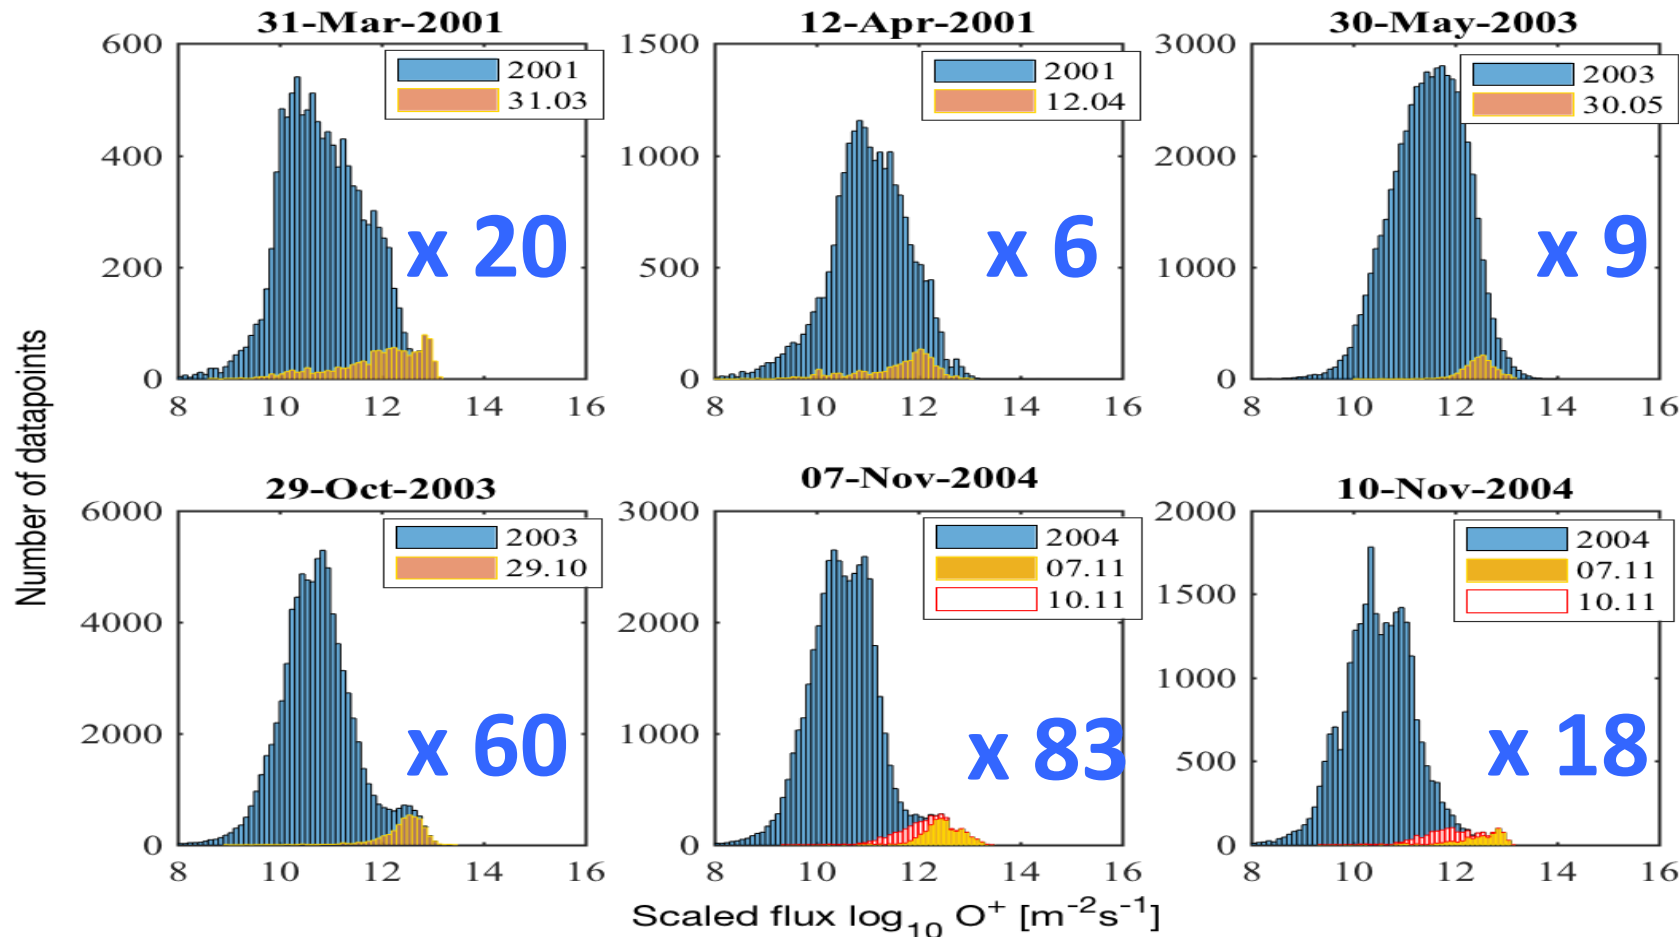 31-Mar-2001
12-Apr-2001
30-May-2003
600
400
200
0
8 10 12 14 16
2001
31.03
x 20
1500
1000
500
0
8 10 12 14 16
2001
12.04
x 6
3000
2000
1000
0
8 10 12 14 16
2003
30.05
x 9
Number of datapoints
29-Oct-2003
07-Nov-2004
10-Nov-2004
6000
4000
2000
0
8 10 12 14 16
2003
29.10
x 60
3000
2000
1000
0
8 10 12 14 16
2004
07.11
10.11
x 83
2000
1500
1000
500
0
8 10 12 14 16
2004
07.11
10.11
x 18
Scaled flux log₁₀ O⁺ [m⁻²s⁻¹]